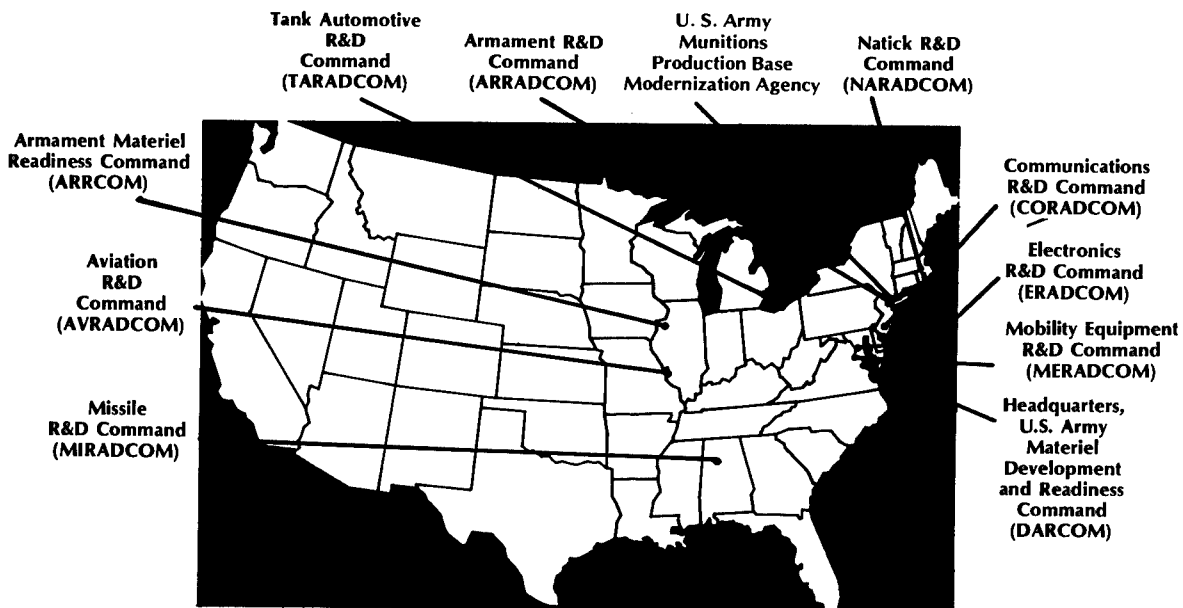 Tank Automotive
R&D
Command
(TARADCOM)
Armament R&D
Command
(ARRADCOM)
U. S. Army
Munitions
Production Base
Modernization Agency
Natick R&D
Command
(NARADCOM)
Armament Materiel
Readiness Command
(ARRCOM)
Aviation
R&D
Command
(AVRADCOM)
Missile
R&D Command
(MIRADCOM)
Communications
R&D Command
(CORADCOM)
Electronics
R&D Command
(ERADCOM)
Mobility Equipment
R&D Command
(MERADCOM)
Headquarters,
U.S. Army
Materiel
Development
and Readiness
Command
(DARCOM)